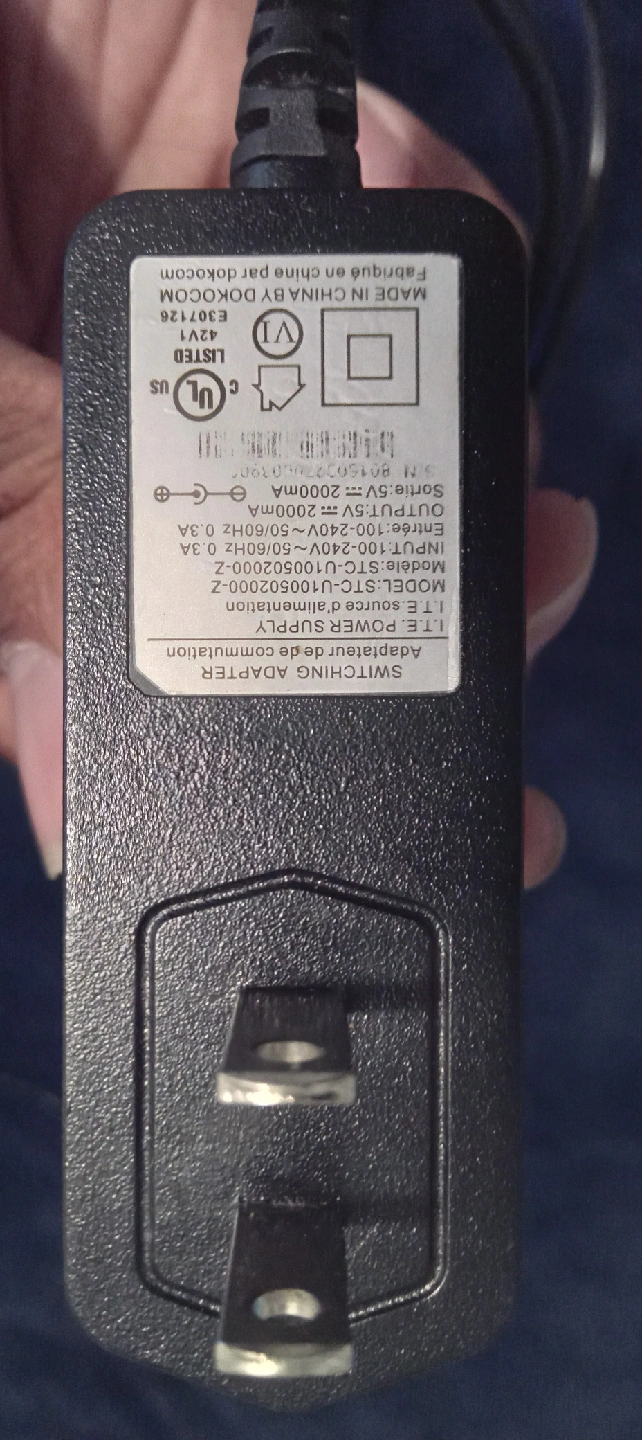 SWITCHING ADAPTER
Adaptateur de de commutation
I.T.E. POWER SUPPLY
I.T.E. source d'alimentation
MODEL:STC-U100502000-Z
Modéle:STC-U100502000-Z
INPUT:100-240V~50/60Hz 0.3A
Entrée:100-240V~50/60Hz 0.3A
OUTPUT:5V⎓2000mA
Sortie:5V⎓2000mA
S/N
C UL US
LISTED
42V1
E307126
VI
MADE IN CHINA BY DOKOCOM
Fabriqué en chine par dokocom